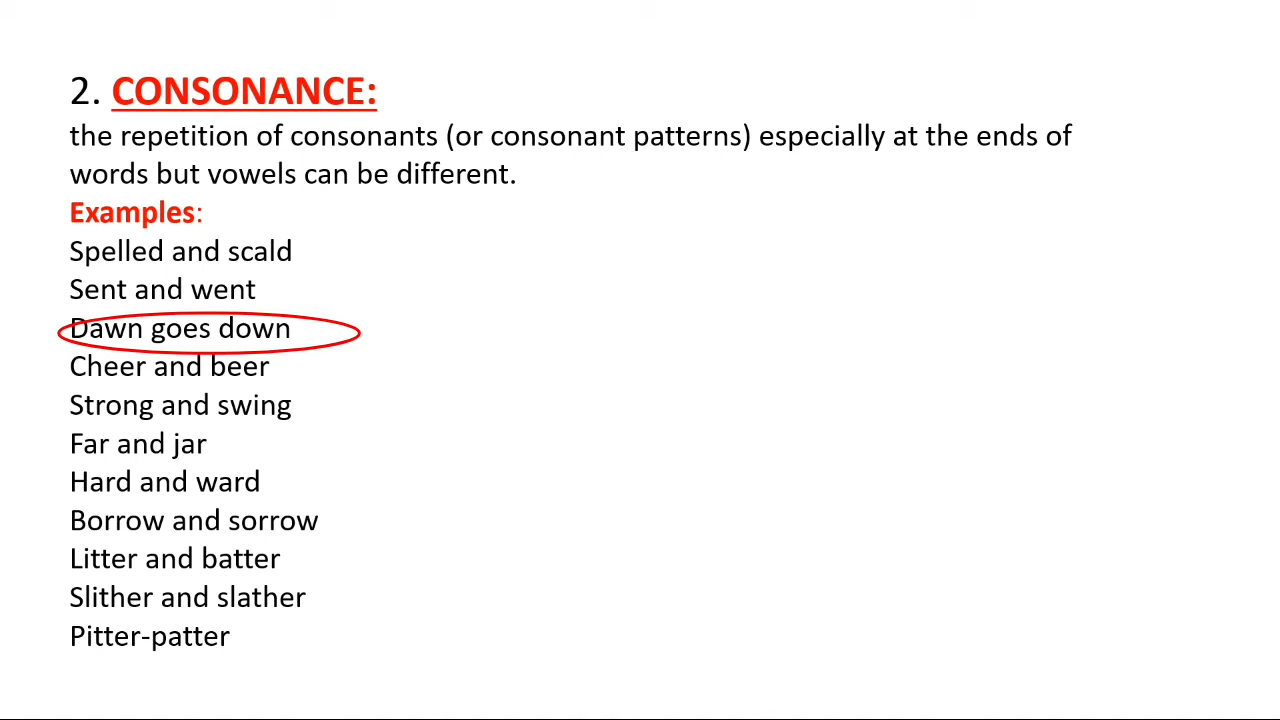 2. CONSONANCE:
the repetition of consonants (or consonant patterns) especially at the ends of
words but vowels can be different.
Examples:
Spelled and scald
Sent and went
Dawn goes down
Cheer and beer
Strong and swing
Far and jar
Hard and ward
Borrow and sorrow
Litter and batter
Slither and slather
Pitter-patter